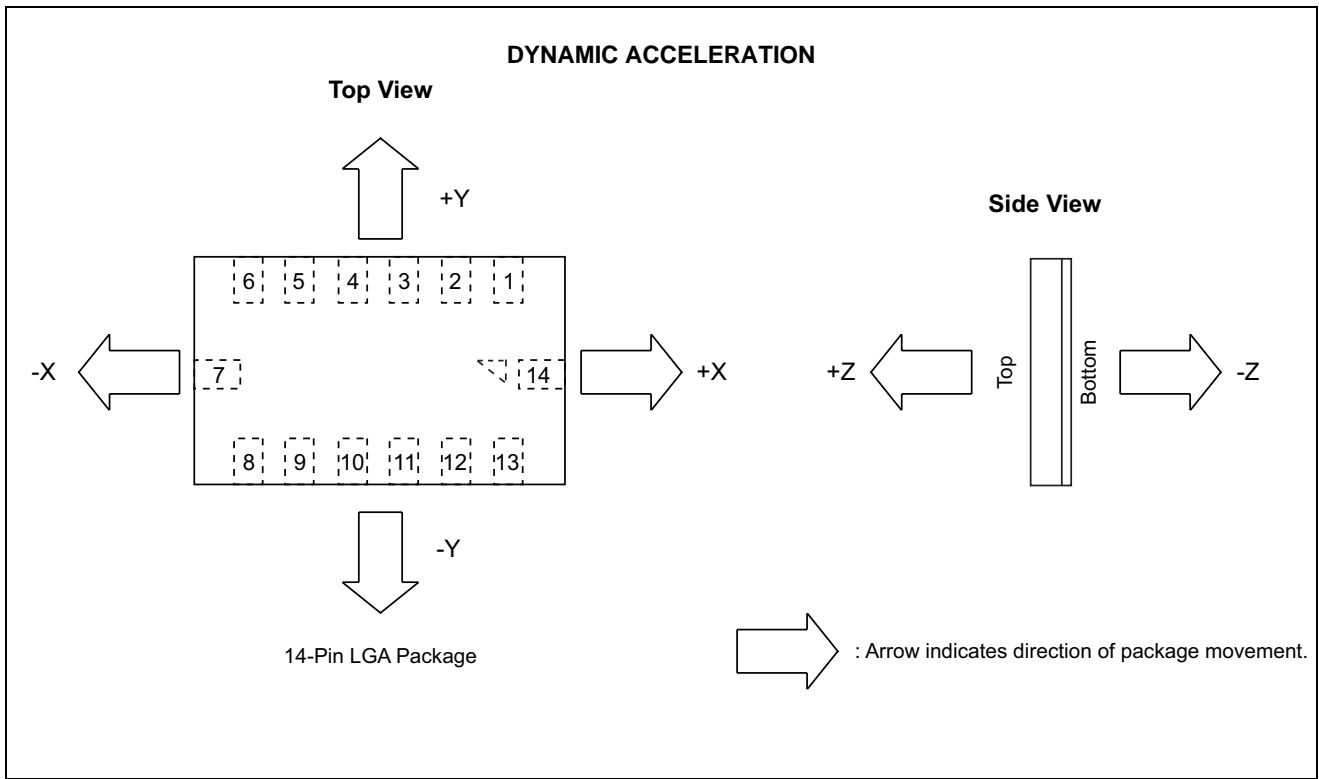 DYNAMIC ACCELERATION
Top View
+Y
6 5 4 3 2 1
-X
7
14
+X
8 9 10 11 12 13
-Y
14-Pin LGA Package
Side View
+Z
Top
Bottom
-Z
: Arrow indicates direction of package movement.